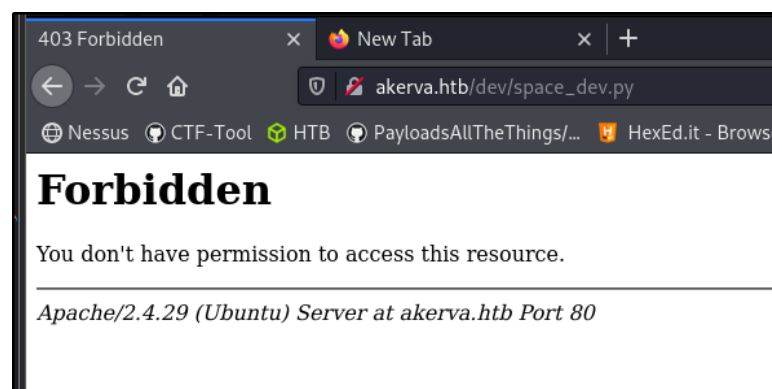 403 Forbidden New Tab
akerva.htb/dev/space_dev.py
Nessus CTF-Tool HTB PayloadsAllTheThings/... HexEd.it - Brows
Forbidden
You don't have permission to access this resource.
Apache/2.4.29 (Ubuntu) Server at akerva.htb Port 80